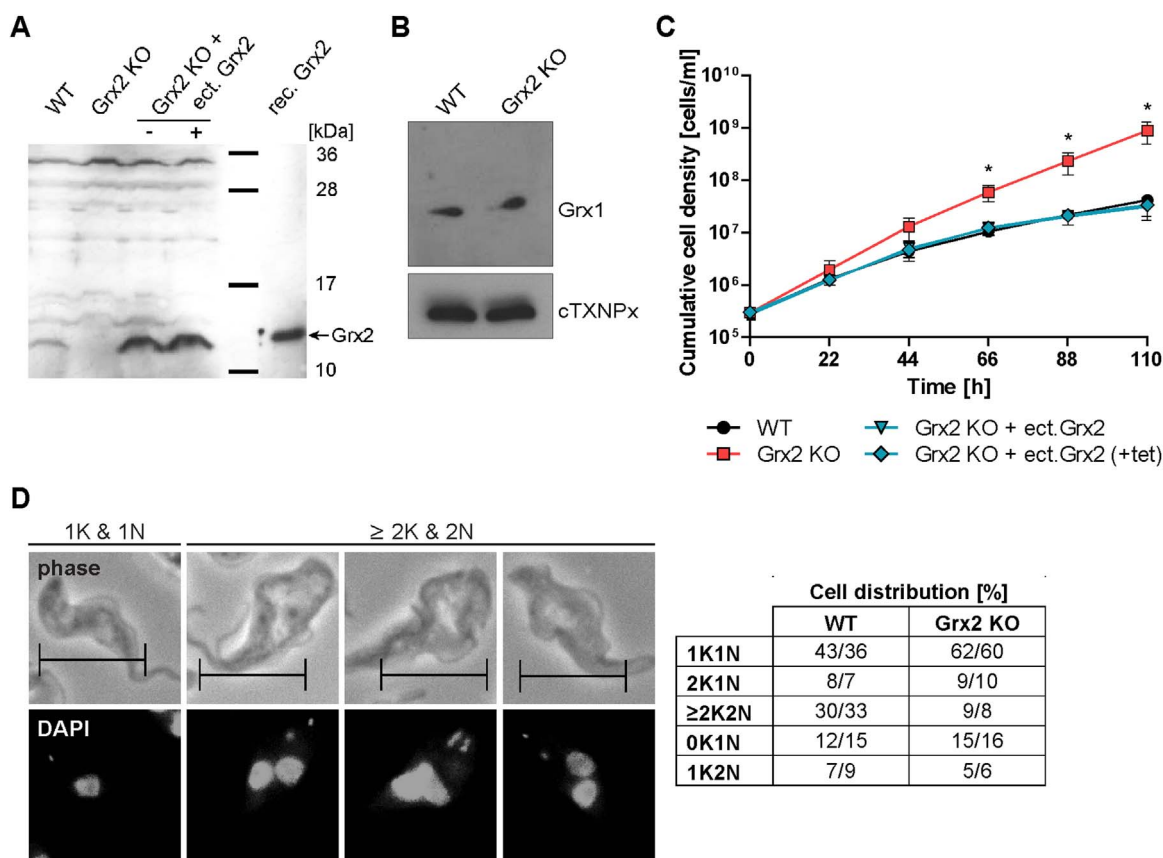 A
WT
Grx2 KO
Grx2 KO +
ect. Grx2
rec. Grx2
- +
[kDa]
36
28
17
←Grx2
10
B
WT
Grx2 KO
Grx1
cTXNPx
C
Cumulative cell density [cells/ml]
10^10
10^9
10^8
10^7
10^6
10^5
* * *
0 22 44 66 88 110
Time [h]
WT
Grx2 KO
Grx2 KO + ect.Grx2
Grx2 KO + ect.Grx2 (+tet)
D
1K & 1N ≥ 2K & 2N
phase
DAPI
Cell distribution [%]
WT Grx2 KO
1K1N 43/36 62/60
2K1N 8/7 9/10
≥2K2N 30/33 9/8
0K1N 12/15 15/16
1K2N 7/9 5/6